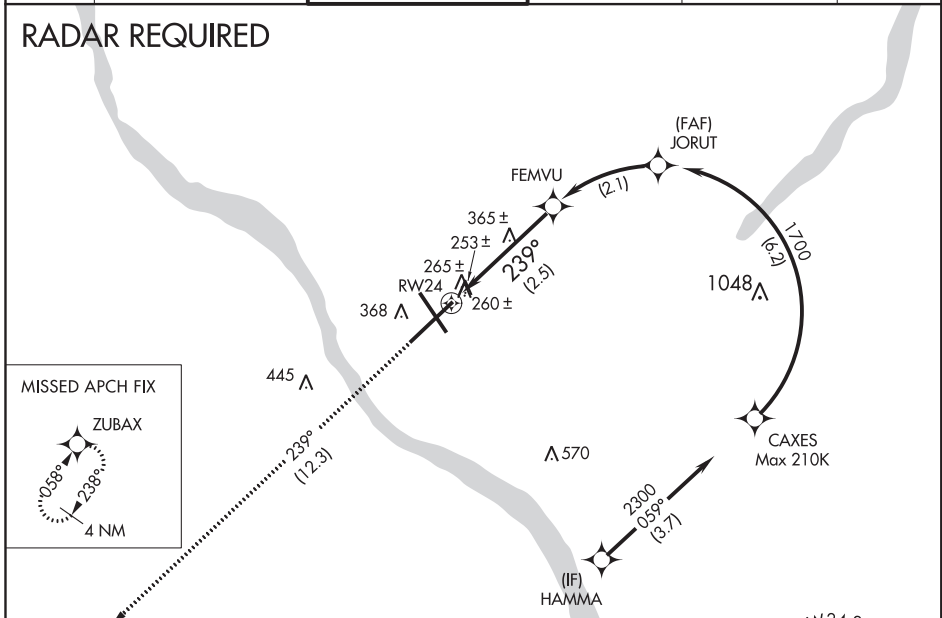 RADAR REQUIRED
(FAF)
JORUT
FEMVU
(2.1)
1700
(6.2)
365 ±
253 ±
239°
(2.5)
265 ±
RW24
260 ±
368
1048
445
MISSED APCH FIX
ZUBAX
058°
238°
4 NM
239°
(12.3)
570
CAXES
Max 210K
2300
059°
(3.7)
(IF)
HAMMA